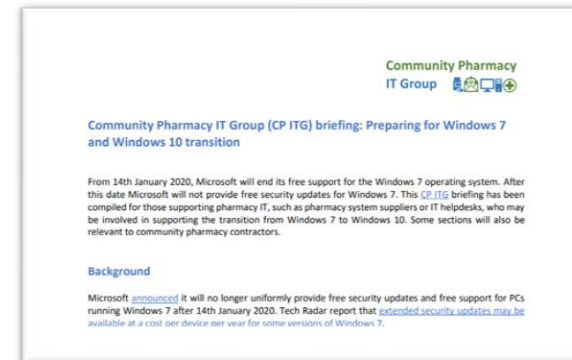 Community Pharmacy
IT Group
Community Pharmacy IT Group (CP ITG) briefing: Preparing for Windows 7
and Windows 10 transition
From 14th January 2020, Microsoft will end its free support for the Windows 7 operating system. After
this date Microsoft will not provide free security updates for Windows 7. This CP ITG briefing has been
compiled for those supporting pharmacy IT, such as pharmacy system suppliers or IT helpdesks, who may
be involved in supporting the transition from Windows 7 to Windows 10. Some sections will also be
relevant to community pharmacy contractors.
Background
Microsoft announced it will no longer uniformly provide free security updates and free support for PCs
running Windows 7 after 14th January 2020. Tech Radar report that extended security updates may be
available at a cost per device per year for some versions of Windows 7.